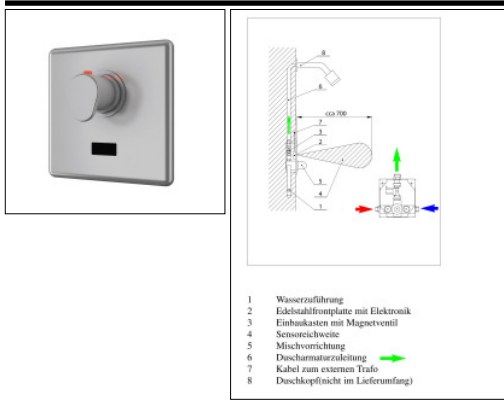 8
6
cca 700
7
3
2
5
4
1
1 Wasserzuführung
2 Edelstahlfrontplatte mit Elektronik
3 Einbaukasten mit Magnetventil
4 Sensoreichweite
5 Mischvorrichtung
6 Duscharmaturzuleitung
7 Kabel zum externen Trafo
8 Duschkopf(nicht im Lieferumfang)